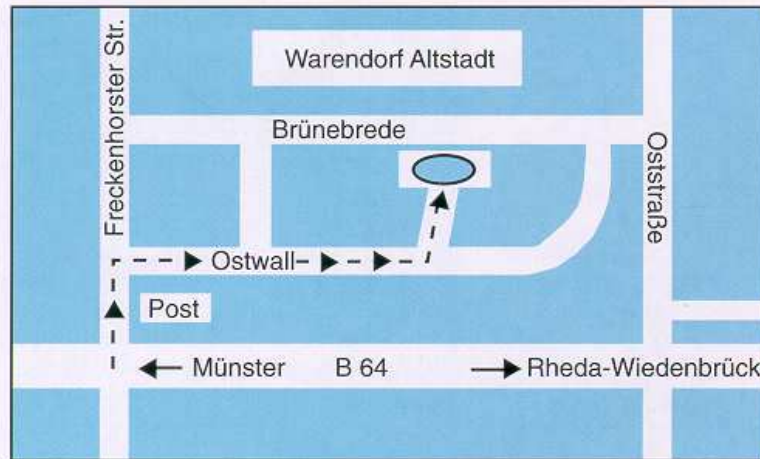 Freckenhorster Str.
Warendorf Altstadt
Brünebrede
Oststraße
Ostwall
Post
Münster B 64 Rheda-Wiedenbrück